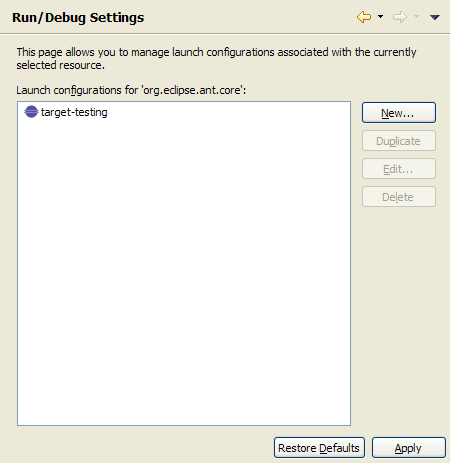 Run/Debug Settings
This page allows you to manage launch configurations associated with the currently
selected resource.
Launch configurations for 'org.eclipse.ant.core':
target-testing
New...
Duplicate
Edit...
Delete
Restore Defaults
Apply